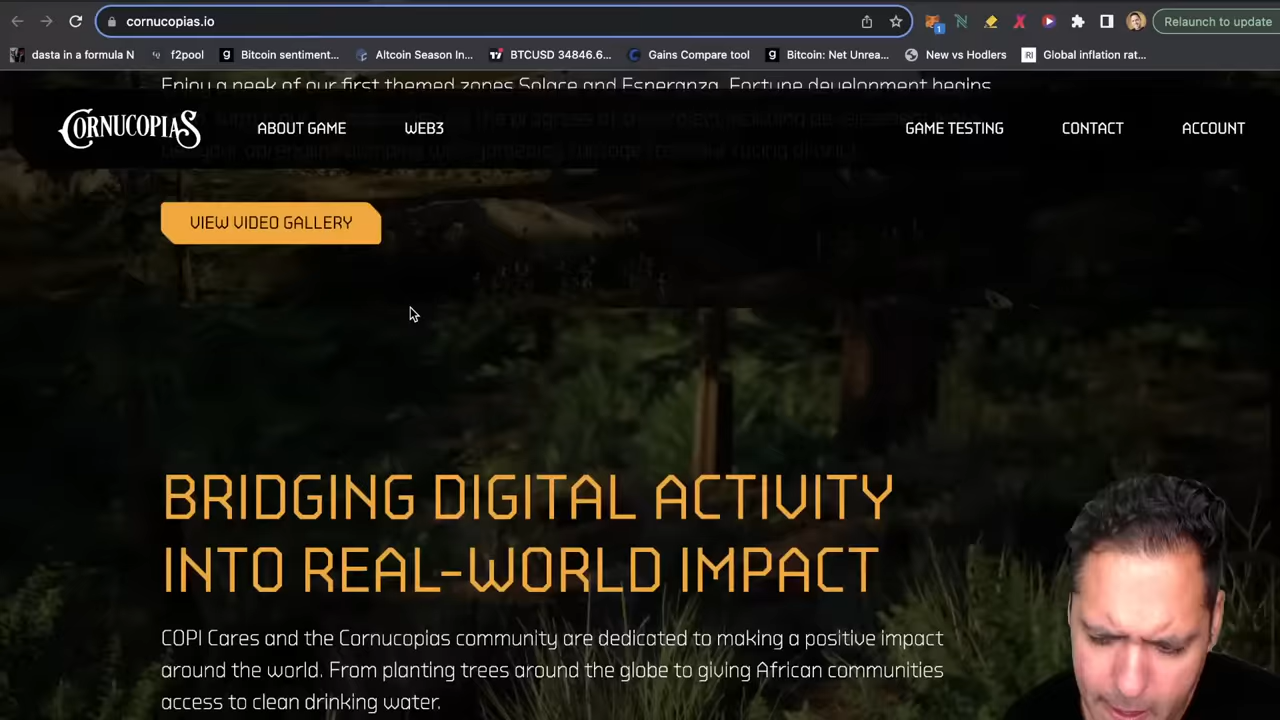 cornucopias.io
Relaunch to update
dasta in a formula N
f2pool
Bitcoin sentiment...
Altcoin Season In...
BTCUSD 34846.6...
Gains Compare tool
Bitcoin: Net Unrea...
New vs Hodlers
Global inflation rat...
Enjoy a peek of our first themed zones Solace and Esperanza. Fortune development begins
CORNUCOPIAS
ABOUT GAME
WEB3
GAME TESTING
CONTACT
ACCOUNT
VIEW VIDEO GALLERY
BRIDGING DIGITAL ACTIVITY
INTO REAL-WORLD IMPACT
COPI Cares and the Cornucopias community are dedicated to making a positive impact
around the world. From planting trees around the globe to giving African communities
access to clean drinking water.